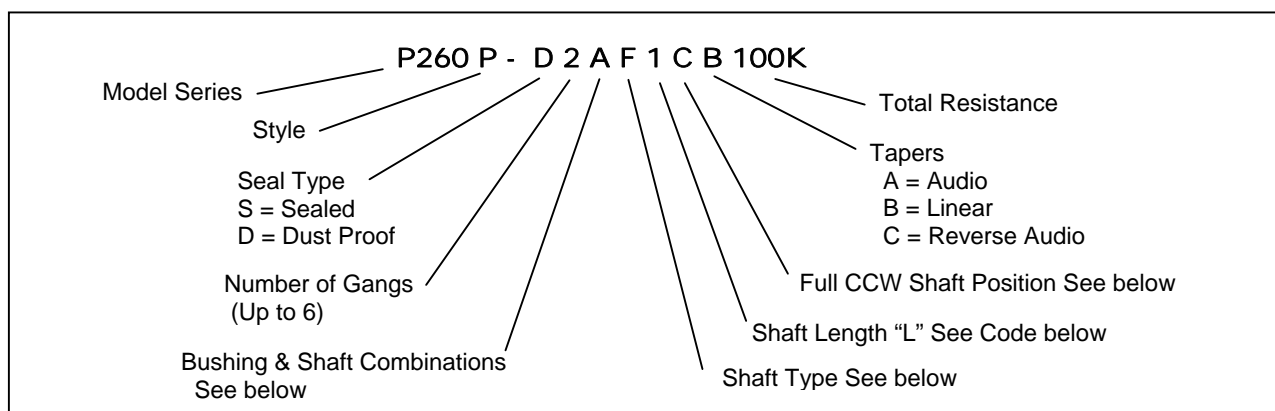 P260 P - D 2 A F 1 C B 100K
Model Series
Total Resistance
Style
Tapers
A = Audio
B = Linear
C = Reverse Audio
Seal Type
S = Sealed
D = Dust Proof
Number of Gangs
(Up to 6)
Full CCW Shaft Position See below
Shaft Length “L” See Code below
Bushing & Shaft Combinations
See below
Shaft Type See below